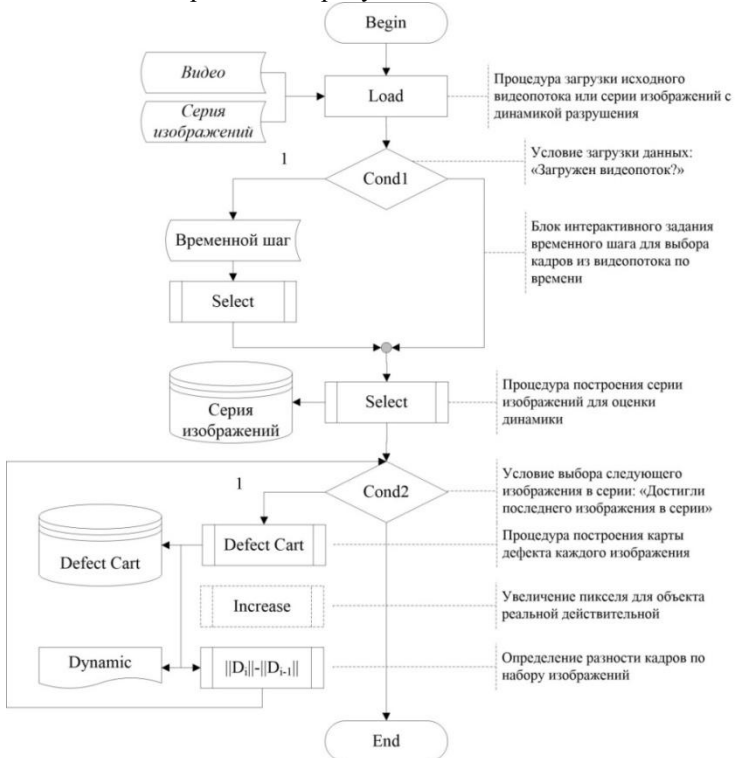 Begin
Видео
Серия
изображений
Load
Процедура загрузки исходного
видеопотока или серии изображений с
динамикой разрушения
1
Cond1
Условие загрузки данных:
«Загружен видеопоток?»
Временной шаг
Блок интерактивного задания
временного шага для выбора
кадров из видеопотока по
времени
Select
Серия
изображений
Select
Процедура построения серии
изображений для оценки
динамики
1
Cond2
Условие выбора следующего
изображения в серии: «Достигли
последнего изображения в серии»
Defect Cart
Defect Cart
Процедура построения карты
дефекта каждого изображения
Increase
Увеличение пикселя для объекта
реальной действительной
Dynamic
||Di||-||Di-1||
Определение разности кадров по
набору изображений
End